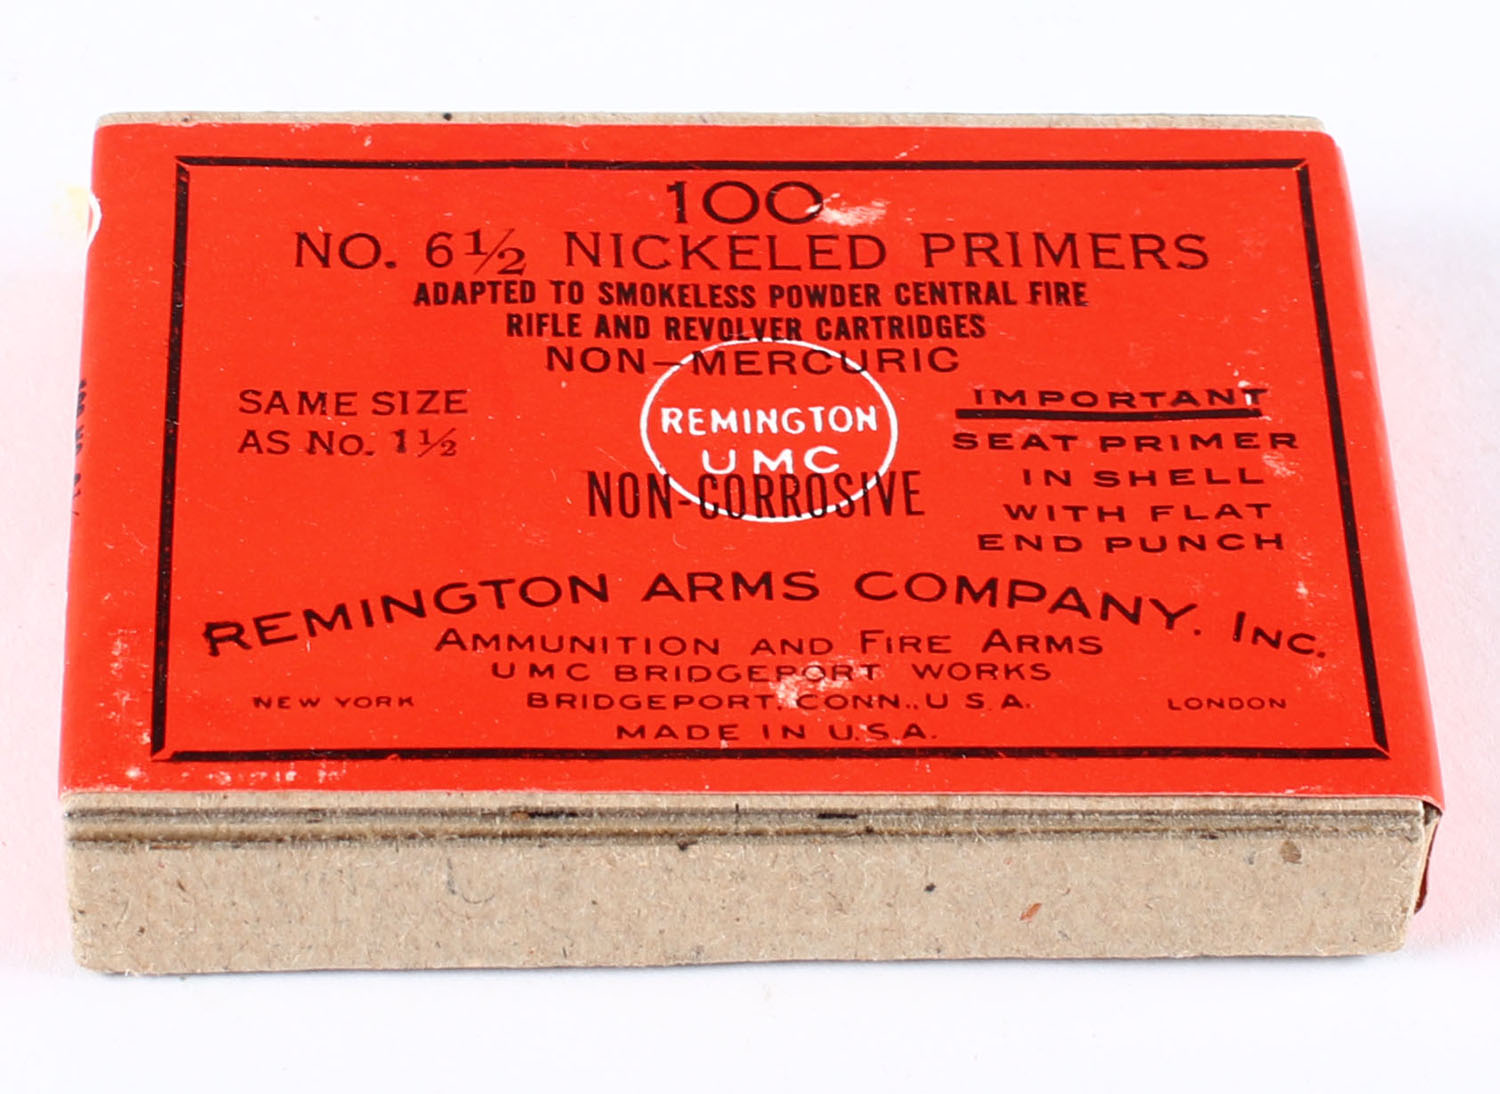 100
NO. 6½ NICKELED PRIMERS
ADAPTED TO SMOKELESS POWDER CENTRAL FIRE
RIFLE AND REVOLVER CARTRIDGES
NON-MERCURIC
SAME SIZE
AS NO. 1½
REMINGTON
UMC
NON-CORROSIVE
IMPORTANT
SEAT PRIMER
IN SHELL
WITH FLAT
END PUNCH
REMINGTON ARMS COMPANY, INC.
AMMUNITION AND FIRE ARMS
UMC BRIDGEPORT WORKS
NEW YORK
BRIDGEPORT, CONN., U S A.
LONDON
MADE IN U.S.A.